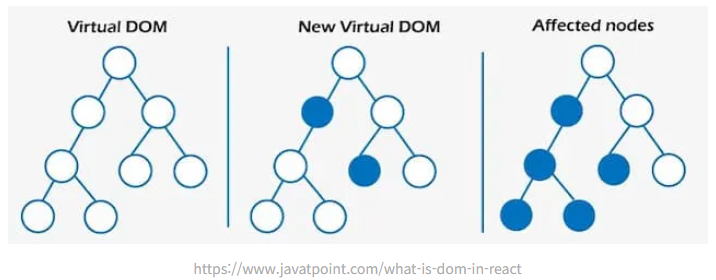 Virtual DOM
New Virtual DOM
Affected nodes
https://www.javatpoint.com/what-is-dom-in-react